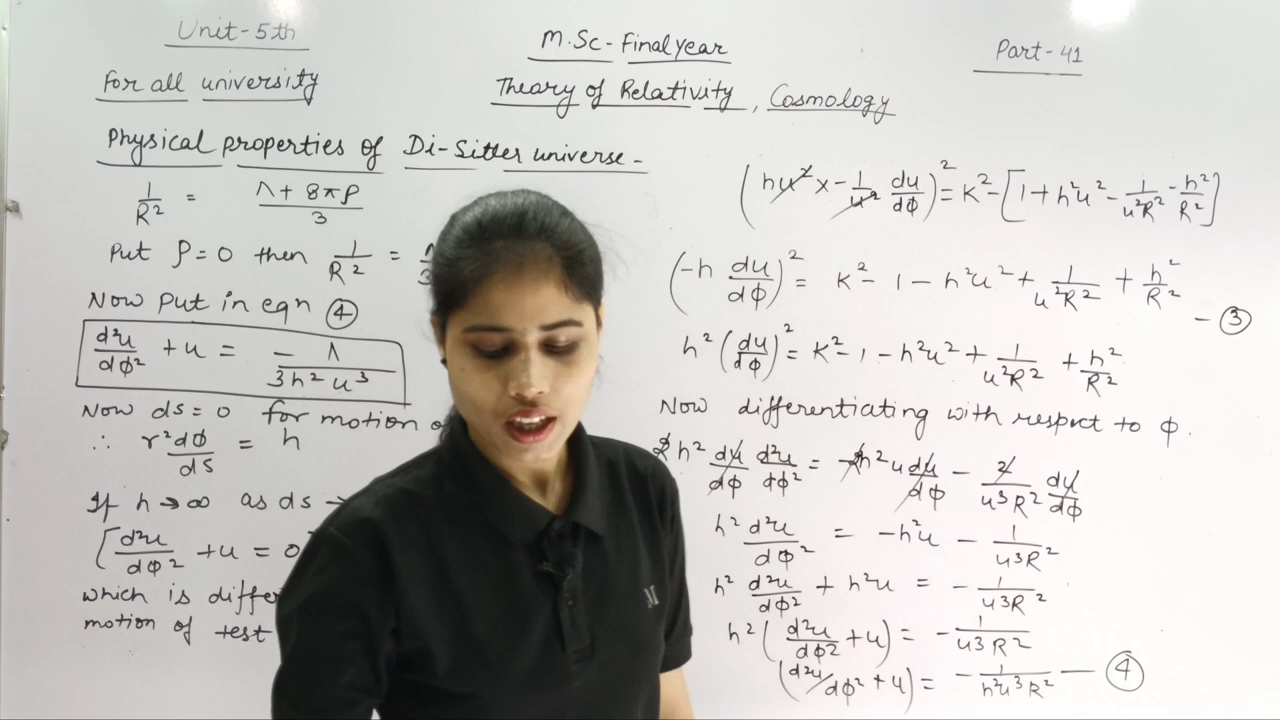 Unit-5th
M.Sc-Final year
Part-41
For all university
Theory of Relativity, Cosmology
Physical properties of Di-Sitter universe-
1/R² = (Λ + 8πρ)/3
Put ρ=0 then 1/R² =
Now Put in eqn ④
d²u/dφ² + u = -Λ/(3h²u³)
Now ds=0 for motion
∴ r²dφ/ds = h
If h→∞ as ds→
[d²u/dφ² + u = 0
which is
motion of test
(hu² x -1/u² du/dφ)² = K² - [1 + h²u² - 1/(u²R²) - h²/R²]
(-h du/dφ)² = K² - 1 - h²u² + 1/(u²R²) + h²/R² - ③
h² (du/dφ)² = K² - 1 - h²u² + 1/(u²R²) + h²/R²
Now differentiating with respect to φ.
2h² du/dφ d²u/dφ² = -2h²u du/dφ - 2/(u³R²) du/dφ
h² d²u/dφ² = -h²u - 1/(u³R²)
h² d²u/dφ² + h²u = -1/(u³R²)
h² (d²u/dφ² + u) = -1/(u³R²)
(d²u/dφ² + u) = -1/(h²u³R²) — ④
M